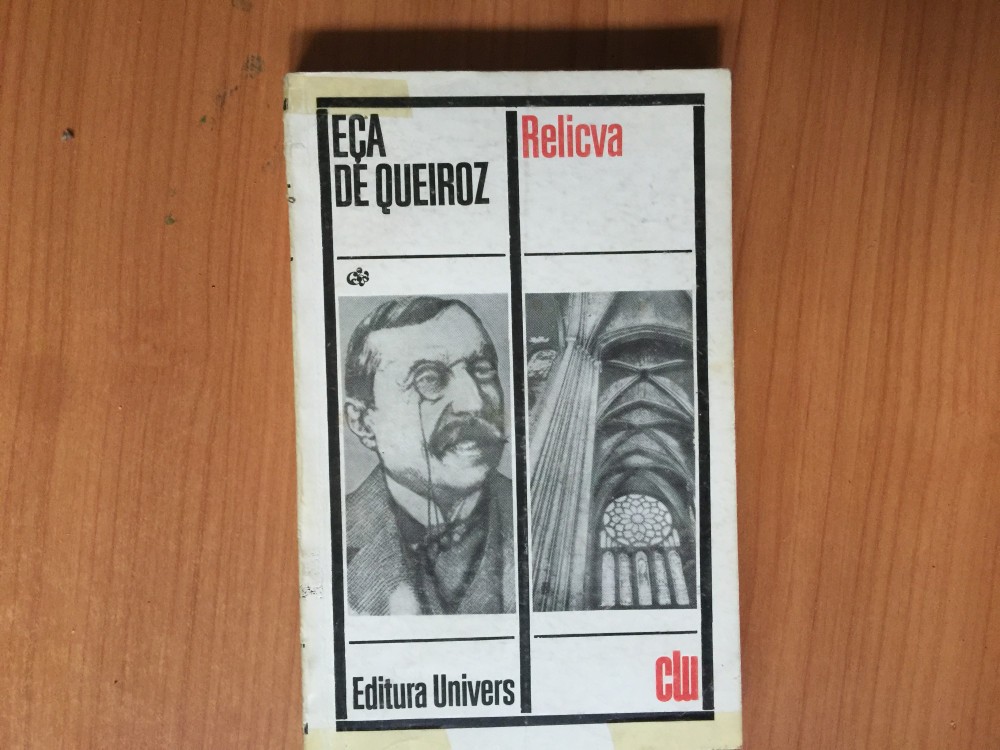 EÇA
DE QUEIROZ
Relicva
Editura Univers
clu